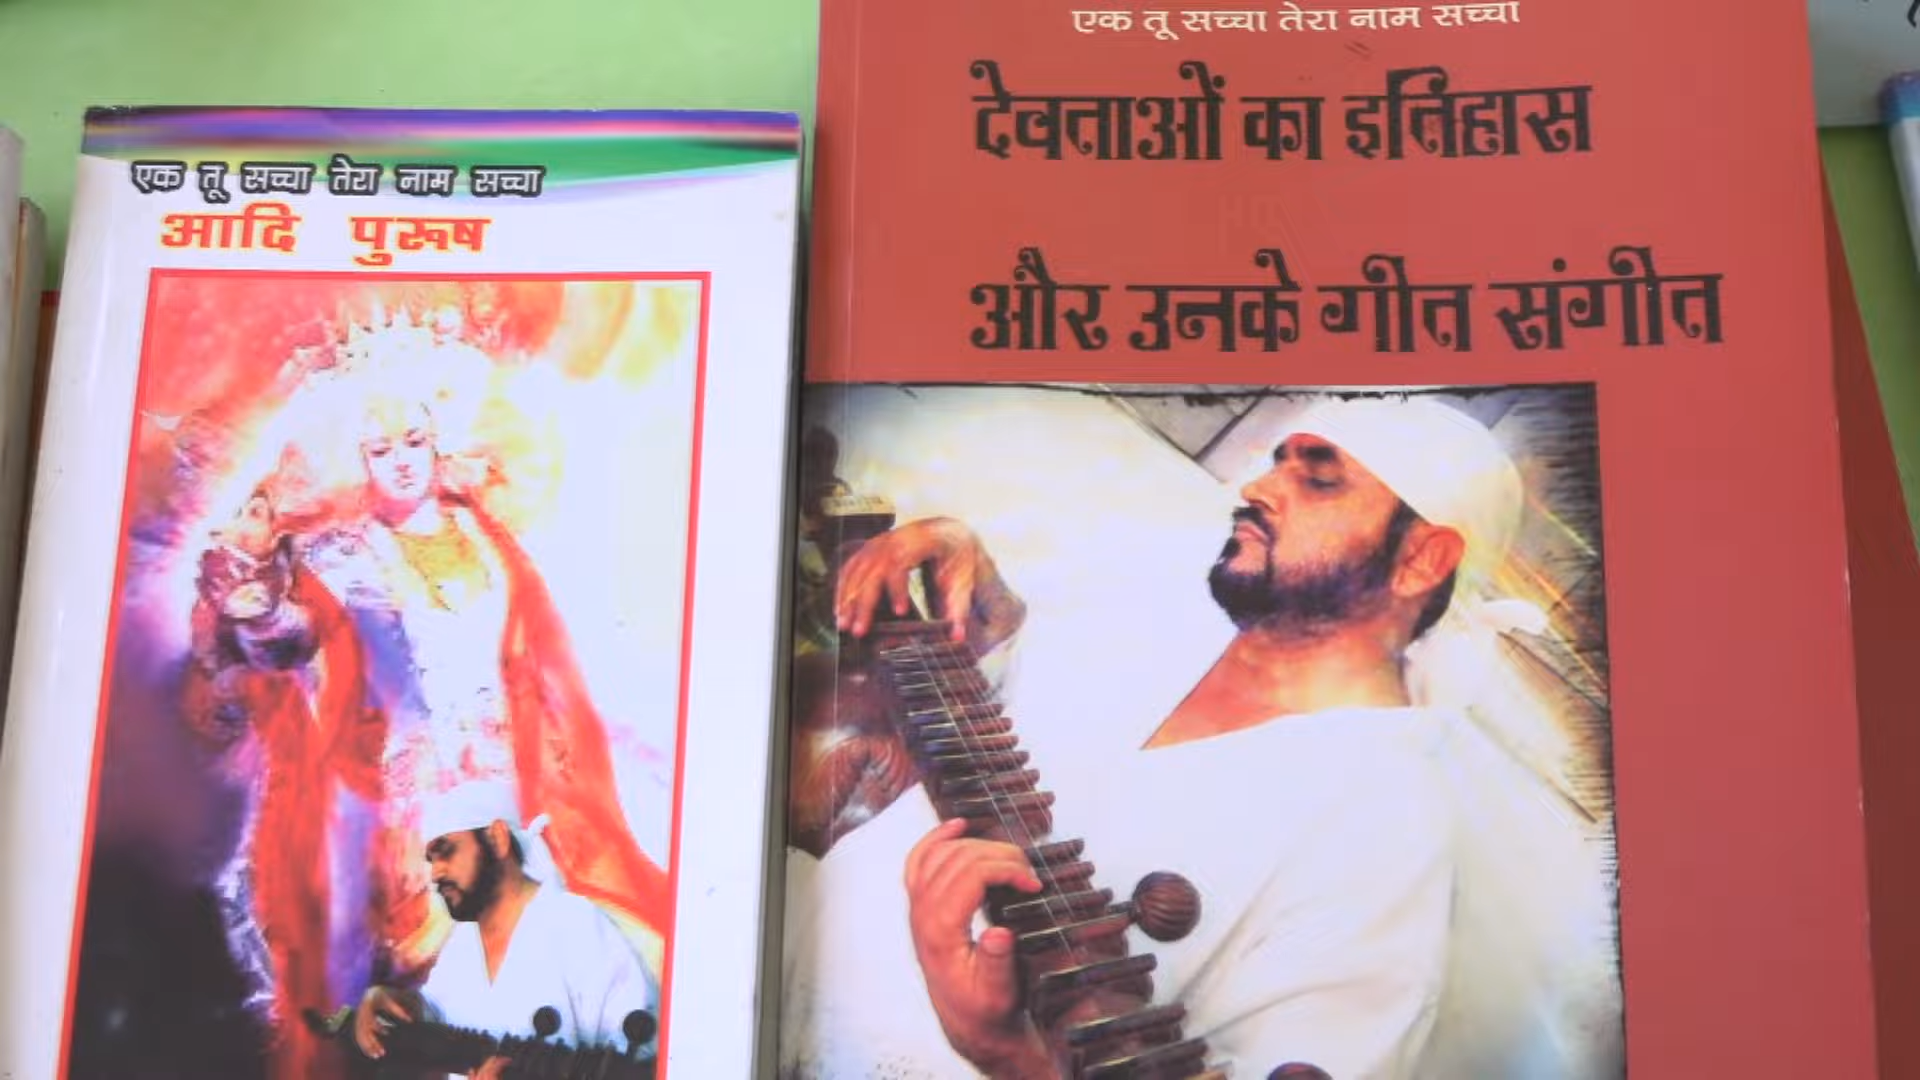 एक तू सच्चा तेरा नाम सच्चा
आदि पुरूष
एक तू सच्चा तेरा नाम सच्चा
देवताओं का इतिहास
और उनके गीत संगीत